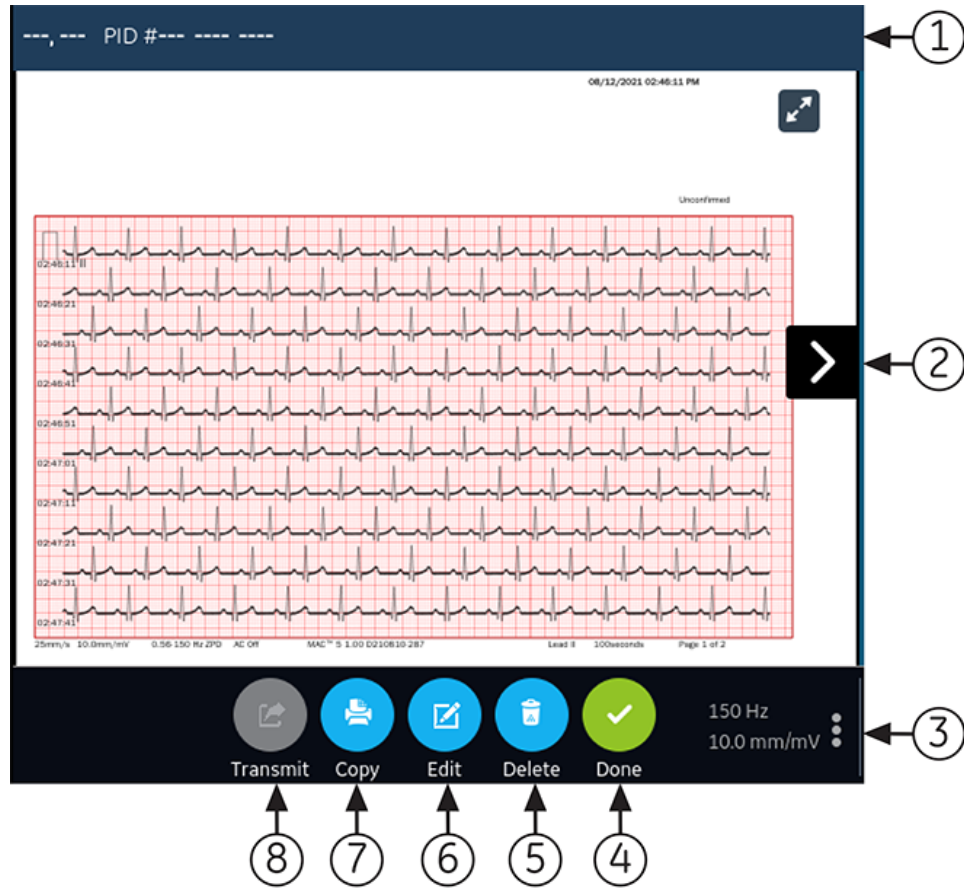 ---, ---  PID #--- ---- ----
1
08/12/2021 02:46:11 PM
Unconfirmed
02:46:11 II
02:46:21
02:46:31
2
02:46:41
02:46:51
02:47:01
02:47:11
02:47:21
02:47:31
02:47:41
25mm/s 10.0mm/mV 0.56-150 Hz ZPD AC Off MAC™ 5 1.00 D210810-287 Lead II 100seconds Page 1 of 2
150 Hz
10.0 mm/mV
3
Transmit Copy Edit Delete Done
8 7 6 5 4